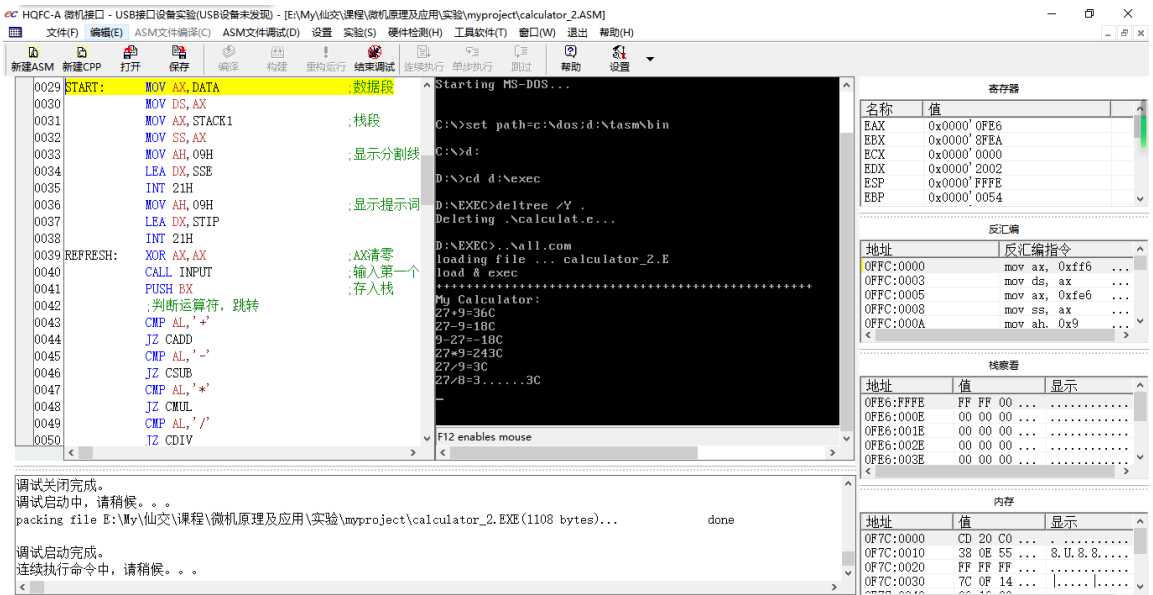 HQFC-A 微机接口 - USB接口设备实验(USB设备未发现) - [E:\My\仙交\课程\微机原理及应用\实验\myproject\calculator_2.ASM]
文件(F) 编辑(E) ASM文件编译(C) ASM文件调试(D) 设置 实验(S) 硬件检测(H) 工具软件(T) 窗口(W) 退出 帮助(H)
新建ASM 新建CPP 打开 保存 编译 构建 重构运行 结束调试 连续执行 单步执行 跳过 帮助 设置
0029 START: MOV AX,DATA ;数据段
0030 MOV DS,AX
0031 MOV AX,STACK1 ;栈段
0032 MOV SS,AX
0033 MOV AH,09H ;显示分割线
0034 LEA DX,SSE
0035 INT 21H
0036 MOV AH,09H ;显示提示词
0037 LEA DX,STIP
0038 INT 21H
0039 REFRESH: XOR AX,AX ;AX清零
0040 CALL INPUT ;输入第一个
0041 PUSH BX ;存入栈
0042 ;判断运算符，跳转
0043 CMP AL,'+'
0044 JZ CADD
0045 CMP AL,'-'
0046 JZ CSUB
0047 CMP AL,'*'
0048 JZ CMUL
0049 CMP AL,'/'
0050 JZ CDIV
Starting MS-DOS...
C:\>set path=c:\dos;d:\tasm\bin
C:\>d:
D:\>cd d:\exec
D:\EXEC>deltree /Y .
Deleting .\calculat.e...
D:\EXEC>..\all.com
loading file ... calculator_2.E
load & exec
++++++++++++++++++++++++++++++++++++++++++++++++++
My Calculator:
27+9=36C
27-9=18C
9-27=-18C
27*9=243C
27/9=3C
27/8=3......3C
_
F12 enables mouse
寄存器
名称 值
EAX 0x0000'0FE6
EBX 0x0000'8FEA
ECX 0x0000'0000
EDX 0x0000'2002
ESP 0x0000'FFFE
EBP 0x0000'0054
反汇编
地址 反汇编指令
0FFC:0000 mov ax, 0xff6 ...
0FFC:0003 mov ds, ax ...
0FFC:0005 mov ax, 0xfe6 ...
0FFC:0008 mov ss, ax ...
0FFC:000A mov ah, 0x9 ...
栈察看
地址 值 显示
0FE6:FFFE FF FF 00 ... ............
0FE6:000E 00 00 00 ... ............
0FE6:001E 00 00 00 ... ............
0FE6:002E 00 00 00 ... ............
0FE6:003E 00 00 00 ... ............
内存
地址 值 显示
0F7C:0000 CD 20 C0 ... . ..........
0F7C:0010 38 0E 55 ... 8.U.8.8.....
0F7C:0020 FF FF FF ... ............
0F7C:0030 7C 0F 14 ... |.....|.....
调试关闭完成。
调试启动中，请稍候。。。
packing file E:\My\仙交\课程\微机原理及应用\实验\myproject\calculator_2.EXE(1108 bytes)... done
调试启动完成。
连续执行命令中，请稍候。。。